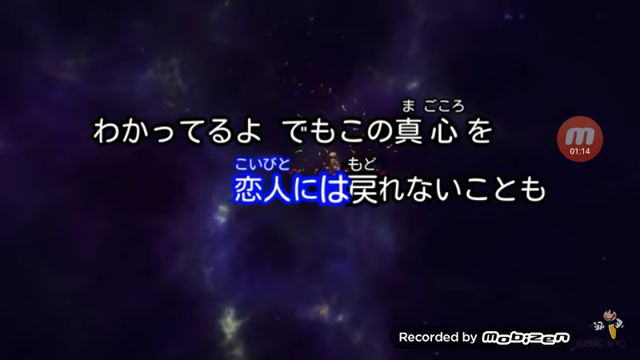 ま ごころ
わかってるよ でもこの真心を
こいびと もど
恋人には戻れないことも
m
01:14
Recorded by mobizen